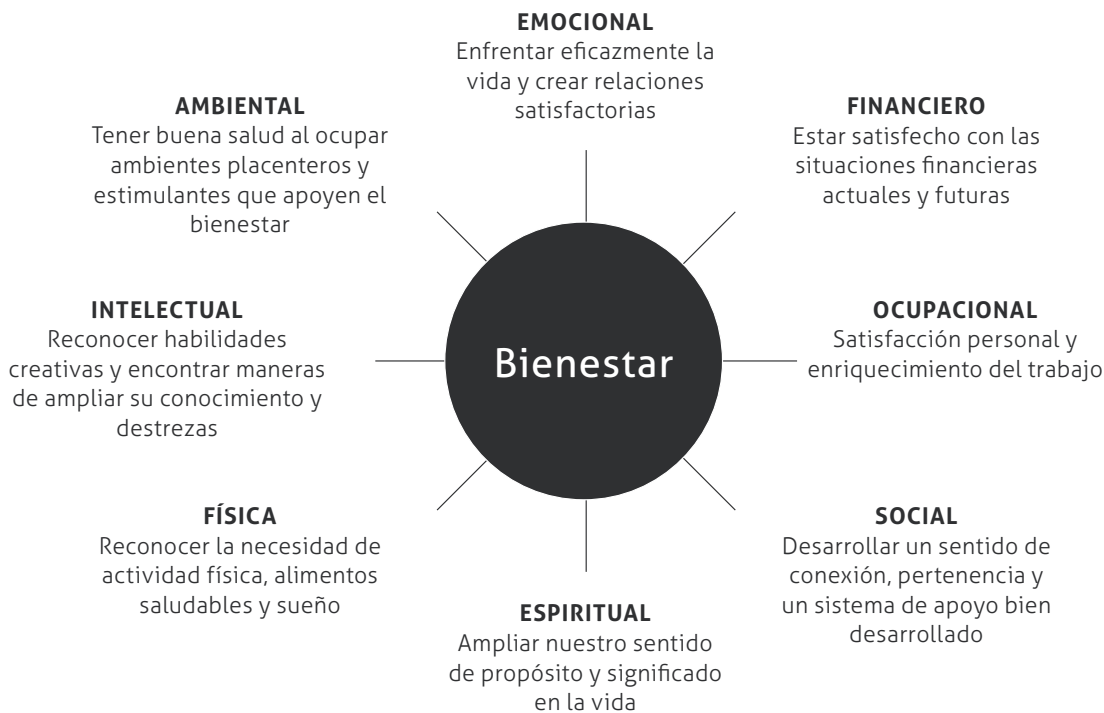 EMOCIONAL
Enfrentar eficazmente la
vida y crear relaciones
satisfactorias
FINANCIERO
Estar satisfecho con las
situaciones financieras
actuales y futuras
OCUPACIONAL
Satisfacción personal y
enriquecimiento del trabajo
SOCIAL
Desarrollar un sentido de
conexión, pertenencia y
un sistema de apoyo bien
desarrollado
ESPIRITUAL
Ampliar nuestro sentido
de propósito y significado
en la vida
FÍSICA
Reconocer la necesidad de
actividad física, alimentos
saludables y sueño
INTELECTUAL
Reconocer habilidades
creativas y encontrar maneras
de ampliar su conocimiento y
destrezas
AMBIENTAL
Tener buena salud al ocupar
ambientes placenteros y
estimulantes que apoyen el
bienestar
Bienestar